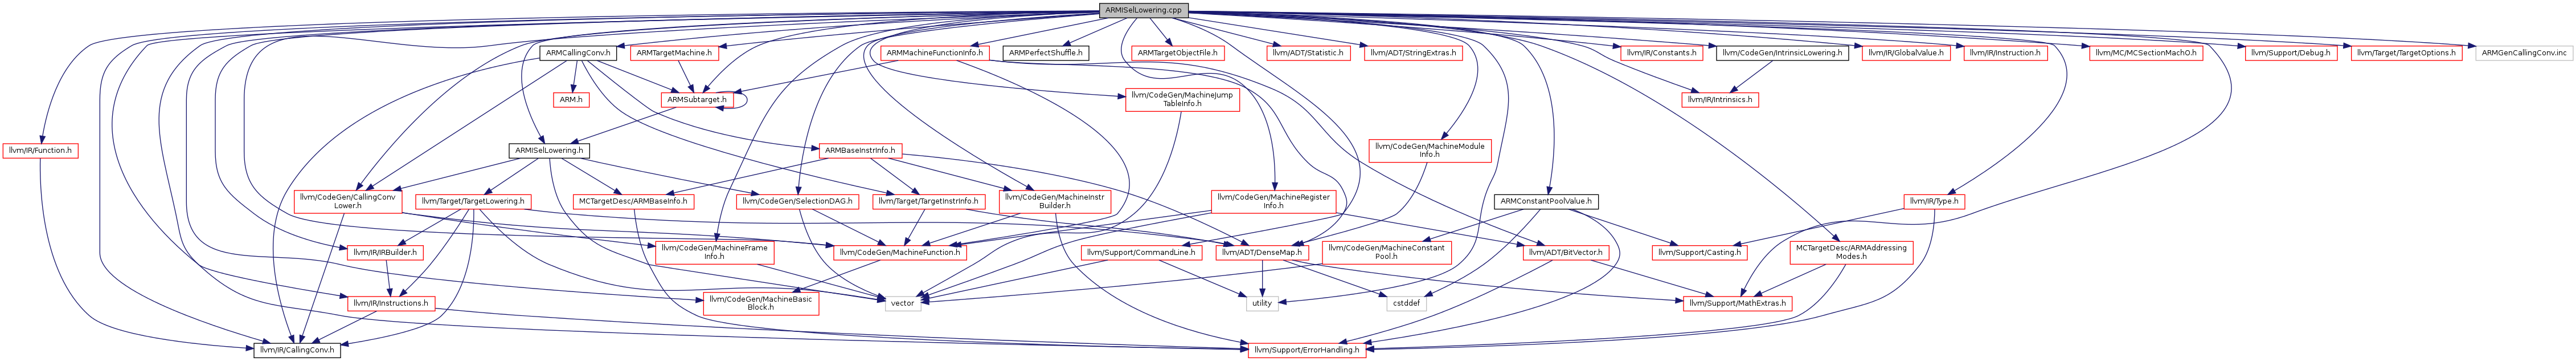 ARMISelLowering.cpp
ARMCallingConv.h
ARMTargetMachine.h
ARMMachineFunctionInfo.h
ARMPerfectShuffle.h
ARMTargetObjectFile.h
llvm/ADT/Statistic.h
llvm/ADT/StringExtras.h
llvm/IR/Constants.h
llvm/CodeGen/IntrinsicLowering.h
llvm/IR/GlobalValue.h
llvm/IR/Instruction.h
llvm/MC/MCSectionMachO.h
llvm/Support/Debug.h
llvm/Target/TargetOptions.h
ARMGenCallingConv.inc
ARM.h
ARMSubtarget.h
llvm/CodeGen/MachineJump
TableInfo.h
llvm/IR/Intrinsics.h
llvm/IR/Function.h
ARMISelLowering.h
ARMBaseInstrInfo.h
llvm/CodeGen/MachineModule
Info.h
llvm/CodeGen/CallingConv
Lower.h
llvm/Target/TargetLowering.h
MCTargetDesc/ARMBaseInfo.h
llvm/CodeGen/SelectionDAG.h
llvm/Target/TargetInstrInfo.h
llvm/CodeGen/MachineInstr
Builder.h
llvm/CodeGen/MachineRegister
Info.h
ARMConstantPoolValue.h
llvm/IR/Type.h
llvm/IR/IRBuilder.h
llvm/CodeGen/MachineFrame
Info.h
llvm/CodeGen/MachineFunction.h
llvm/Support/CommandLine.h
llvm/ADT/DenseMap.h
llvm/CodeGen/MachineConstant
Pool.h
llvm/ADT/BitVector.h
llvm/Support/Casting.h
MCTargetDesc/ARMAddressing
Modes.h
llvm/IR/Instructions.h
llvm/CodeGen/MachineBasic
Block.h
vector
utility
cstddef
llvm/Support/MathExtras.h
llvm/IR/CallingConv.h
llvm/Support/ErrorHandling.h